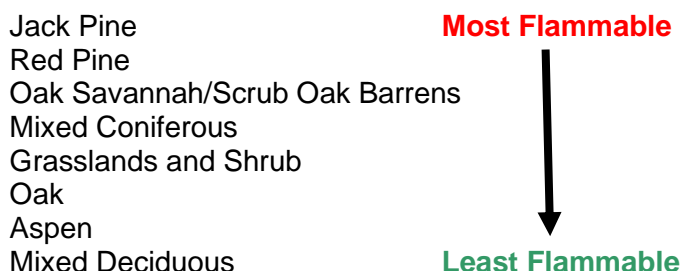 Jack Pine Most Flammable
Red Pine
Oak Savannah/Scrub Oak Barrens
Mixed Coniferous
Grasslands and Shrub
Oak
Aspen
Mixed Deciduous Least Flammable